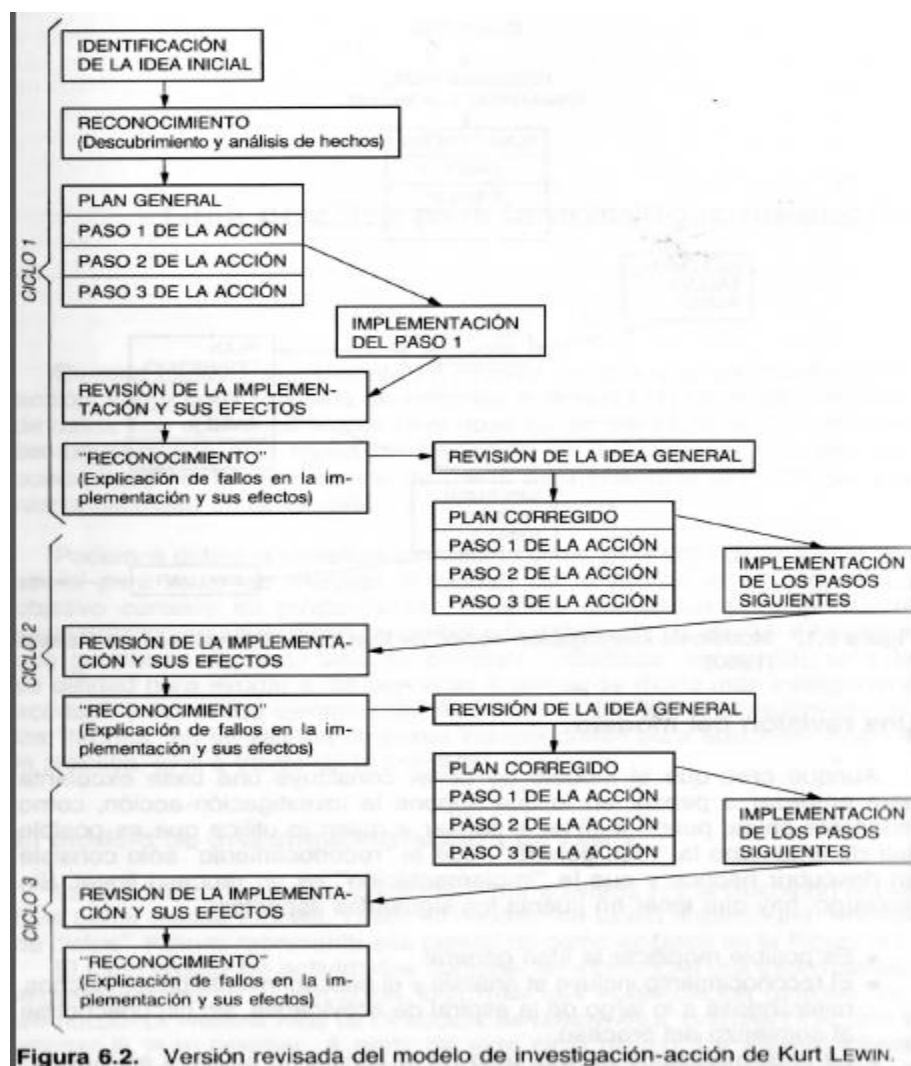 IDENTIFICACIÓN
DE LA IDEA INICIAL
RECONOCIMIENTO
(Descubrimiento y análisis de hechos)
PLAN GENERAL
PASO 1 DE LA ACCIÓN
PASO 2 DE LA ACCIÓN
PASO 3 DE LA ACCIÓN
CICLO 1
IMPLEMENTACIÓN
DEL PASO 1
REVISIÓN DE LA IMPLEMEN-
TACIÓN Y SUS EFECTOS
"RECONOCIMIENTO"
(Explicación de fallos en la im-
plementación y sus efectos)
REVISIÓN DE LA IDEA GENERAL
PLAN CORREGIDO
PASO 1 DE LA ACCIÓN
PASO 2 DE LA ACCIÓN
PASO 3 DE LA ACCIÓN
IMPLEMENTACIÓN
DE LOS PASOS
SIGUIENTES
CICLO 2
REVISIÓN DE LA IMPLEMENTA-
CIÓN Y SUS EFECTOS
"RECONOCIMIENTO"
(Explicación de fallos en la im-
plementación y sus efectos)
REVISIÓN DE LA IDEA GENERAL
PLAN CORREGIDO
PASO 1 DE LA ACCIÓN
PASO 2 DE LA ACCIÓN
PASO 3 DE LA ACCIÓN
IMPLEMENTACIÓN
DE LOS PASOS
SIGUIENTES
CICLO 3
REVISIÓN DE LA IMPLEMENTA-
CIÓN Y SUS EFECTOS
"RECONOCIMIENTO"
(Explicación de fallos en la im-
plementación y sus efectos)
Figura 6.2. Versión revisada del modelo de investigación-acción de Kurt LEWIN.